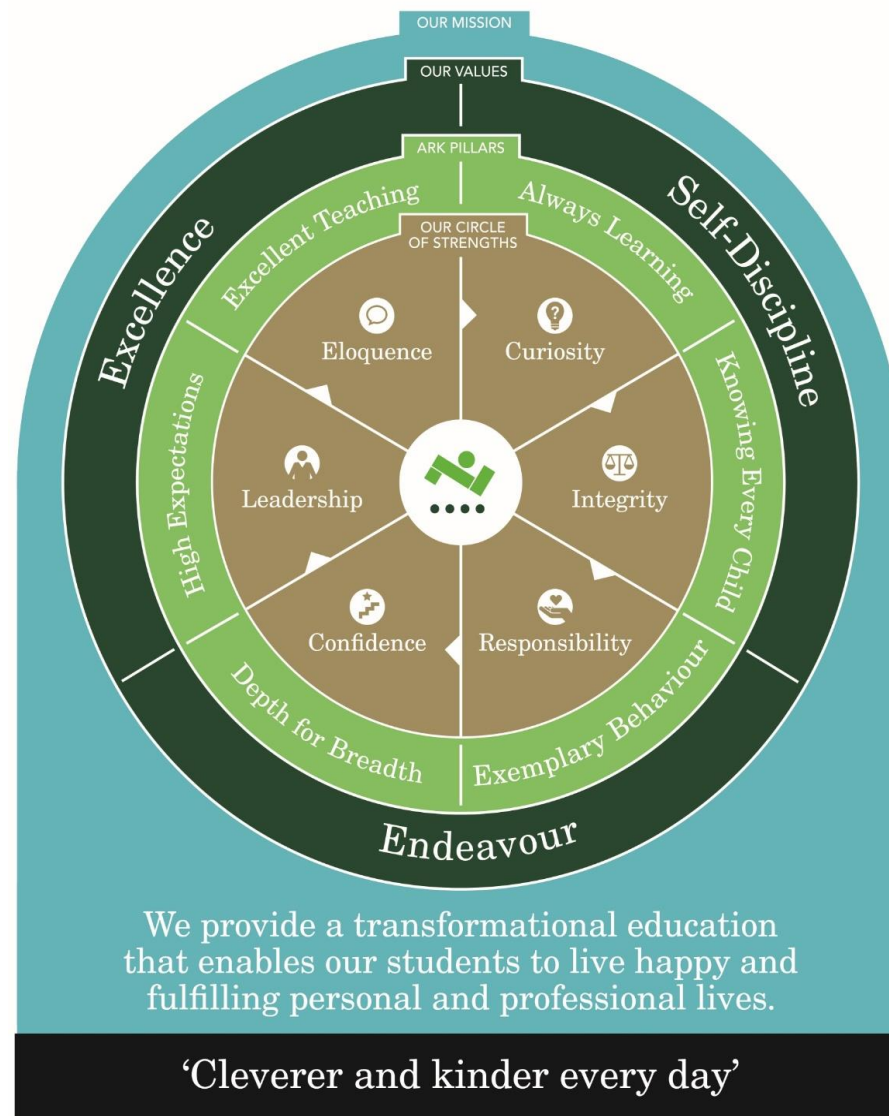 OUR MISSION
OUR VALUES
ARK PILLARS
OUR CIRCLE
OF STRENGTHS
Excellence
Self-Discipline
Endeavour
Excellent Teaching
Always Learning
Knowing Every Child
Exemplary Behaviour
Depth for Breadth
High Expectations
Eloquence
Curiosity
Leadership
Integrity
Confidence
Responsibility
We provide a transformational education
that enables our students to live happy and
fulfilling personal and professional lives.
‘Cleverer and kinder every day’